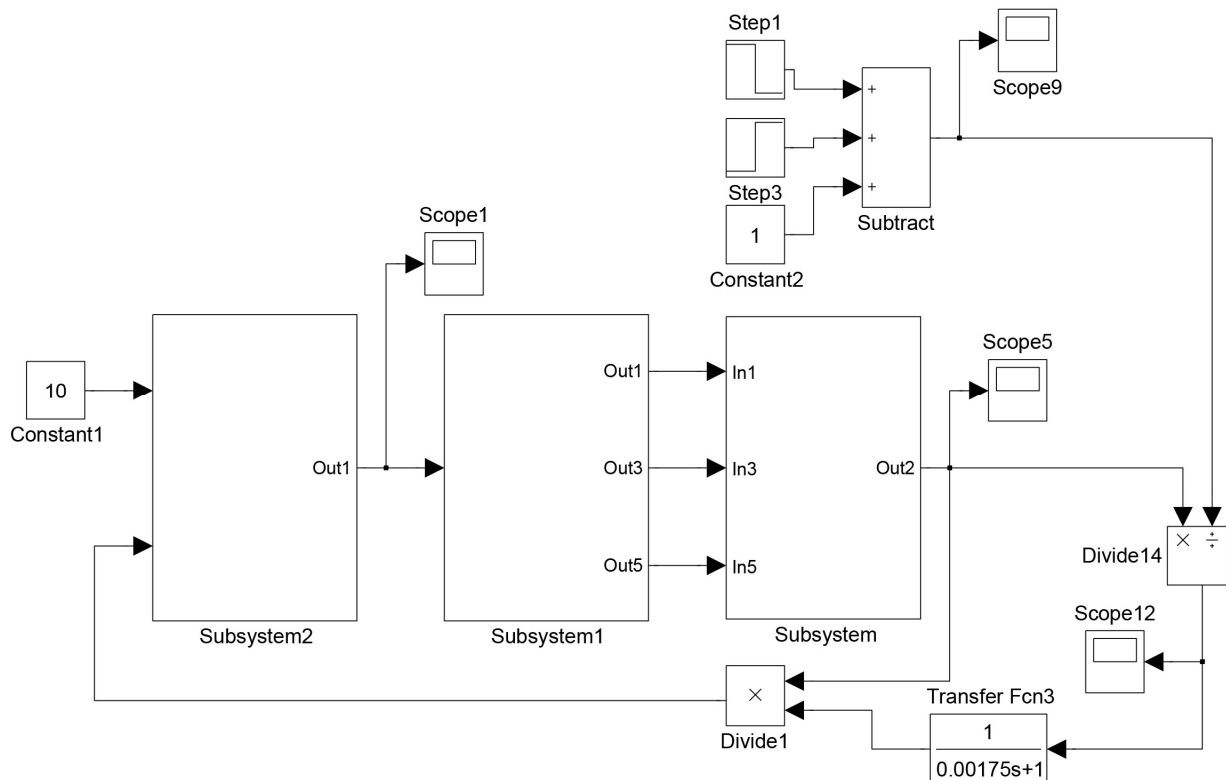 Step1
Scope9
+
+
+
Step3
Subtract
1
Constant2
Scope1
10
Constant1
Out1
Subsystem2
Out1
Out3
Out5
Subsystem1
In1
In3
In5
Out2
Subsystem
Scope5
× ÷
Divide14
Scope12
×
Divide1
Transfer Fcn3
1
0.00175s+1